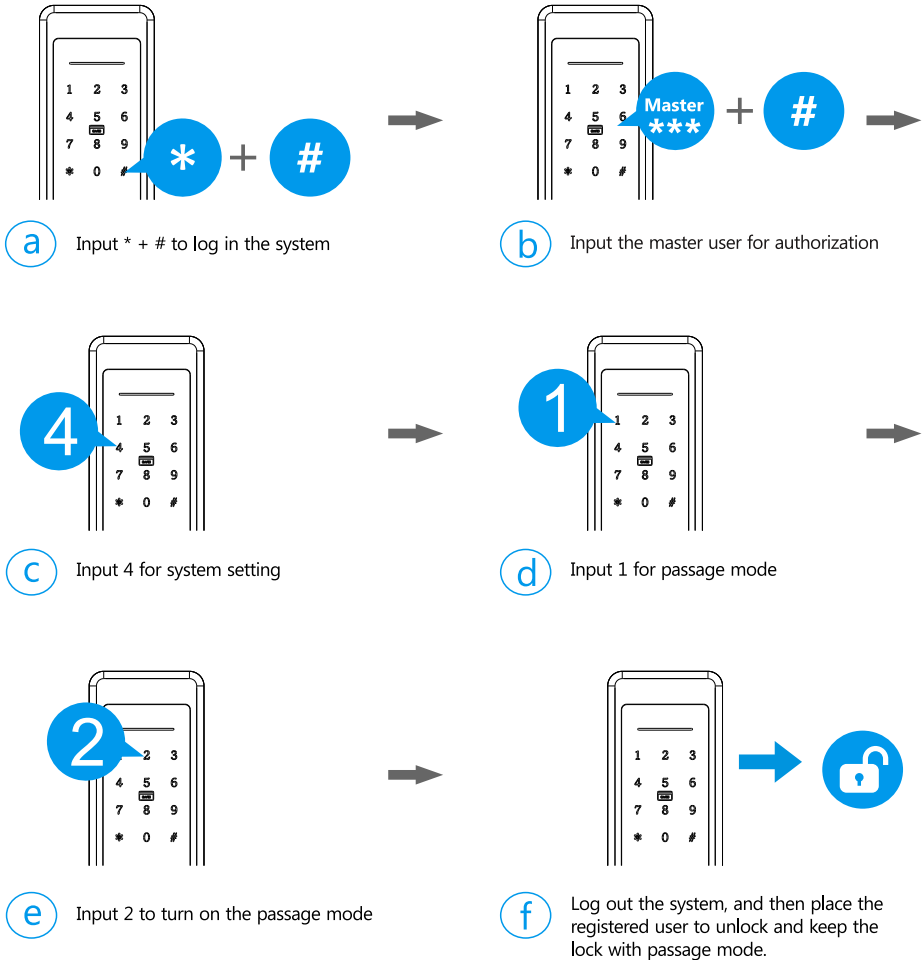 1 2 3
4 5 6
7 8 9
* 0 #
* + #
a Input * + # to log in the system
1 2 3
4 5 6
7 8 9
* 0 #
Master
*** + #
b Input the master user for authorization
4
1 2 3
4 5 6
7 8 9
* 0 #
c Input 4 for system setting
1
1 2 3
4 5 6
7 8 9
* 0 #
d Input 1 for passage mode
2
2 3
4 5 6
7 8 9
* 0 #
e Input 2 to turn on the passage mode
1 2 3
4 5 6
7 8 9
* 0 #
f Log out the system, and then place the
registered user to unlock and keep the
lock with passage mode.